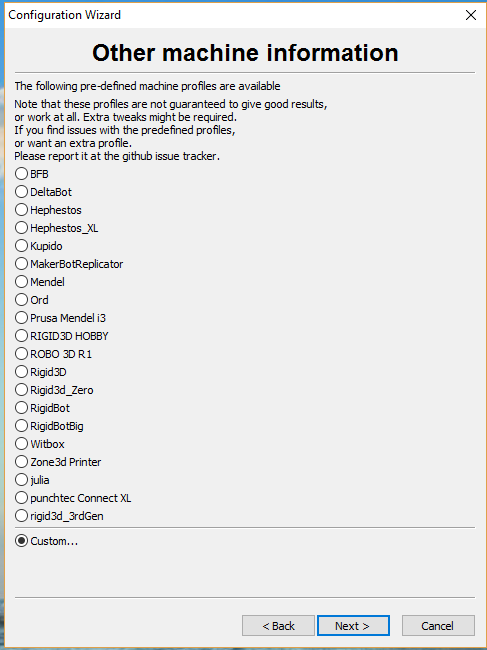 Configuration Wizard
Other machine information
The following pre-defined machine profiles are available
Note that these profiles are not guaranteed to give good results,
or work at all. Extra tweaks might be required.
If you find issues with the predefined profiles,
or want an extra profile.
Please report it at the github issue tracker.
BFB
DeltaBot
Hephestos
Hephestos_XL
Kupido
MakerBotReplicator
Mendel
Ord
Prusa Mendel i3
RIGID3D HOBBY
ROBO 3D R1
Rigid3D
Rigid3d_Zero
RigidBot
RigidBotBig
Witbox
Zone3d Printer
julia
punchtec Connect XL
rigid3d_3rdGen
Custom...
< Back Next > Cancel